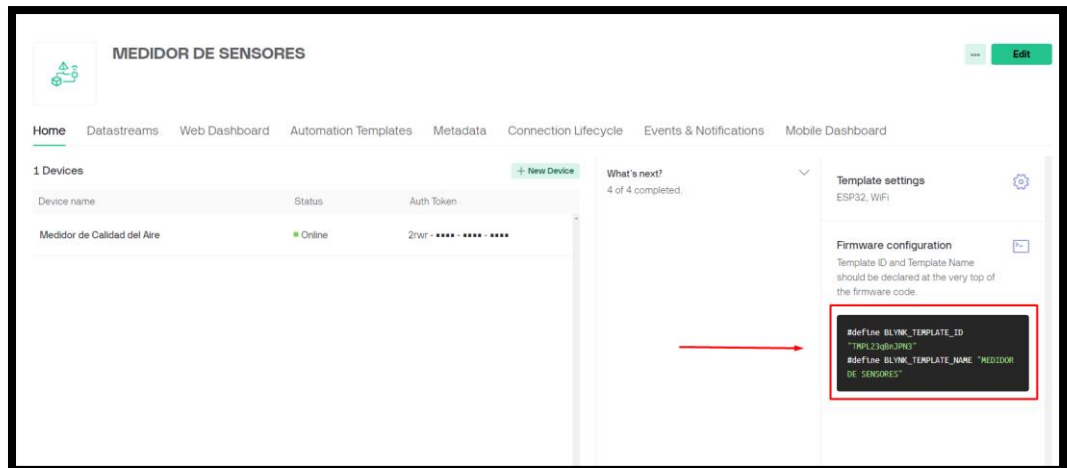 MEDIDOR DE SENSORES
Edit
Home Datastreams Web Dashboard Automation Templates Metadata Connection Lifecycle Events & Notifications Mobile Dashboard
1 Devices
+ New Device
Device name Status Auth Token
Medidor de Calidad del Aire Online 2rwr - •••• - •••• - ••••
What's next?
4 of 4 completed.
Template settings
ESP32, WiFi
Firmware configuration
Template ID and Template Name
should be declared at the very top of
the firmware code.
#define BLYNK_TEMPLATE_ID
"TMPL23qBnJPN3"
#define BLYNK_TEMPLATE_NAME "MEDIDOR
DE SENSORES"